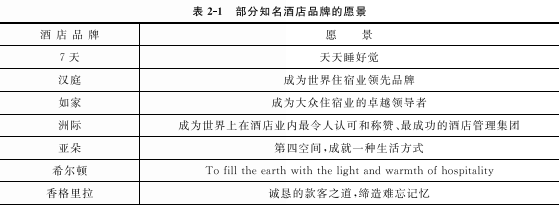 表 2-1 部分知名酒店品牌的愿景
酒店品牌 愿景
7 天 天天睡好觉
汉庭 成为世界住宿业领先品牌
如家 成为大众住宿业的卓越领导者
洲际 成为世界上在酒店业内最令人认可和称赞、最成功的酒店管理集团
亚朵 第四空间,成就一种生活方式
希尔顿 To fill the earth with the light and warmth of hospitality
香格里拉 诚恳的款客之道,缔造难忘记忆